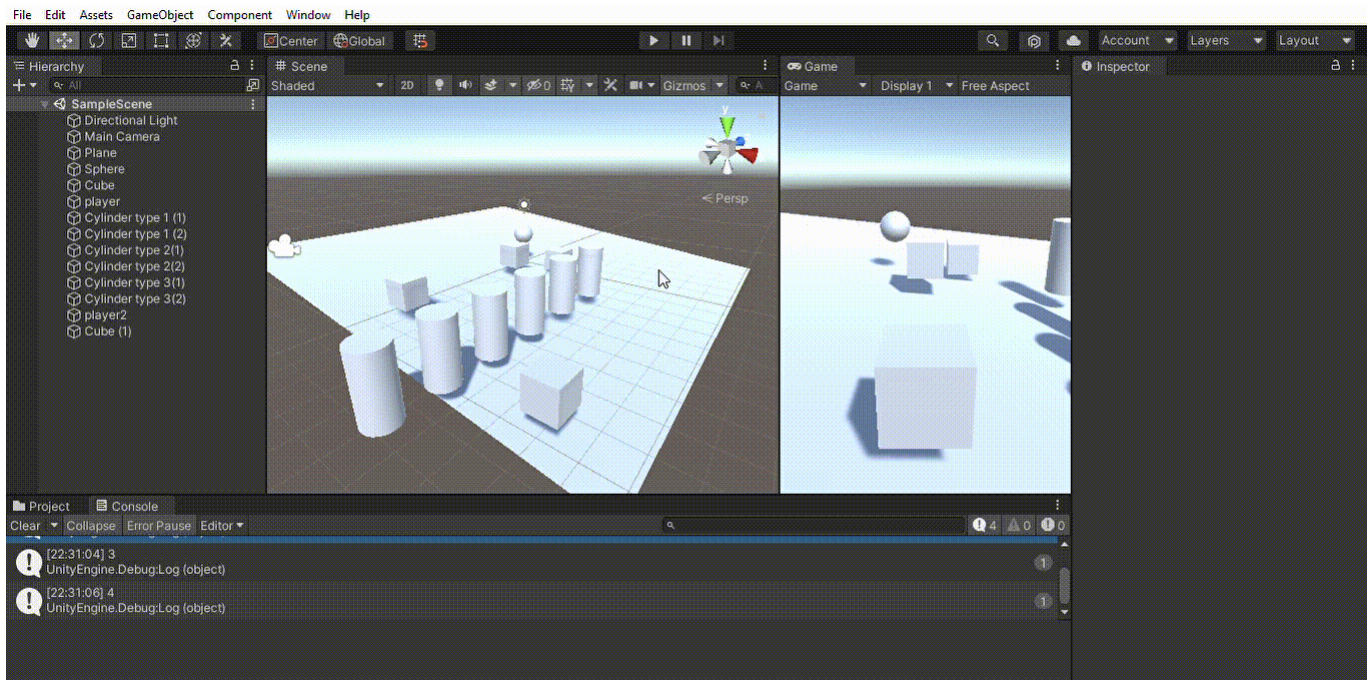 File Edit Assets GameObject Component Window Help
Center Global Account Layers Layout
Hierarchy
All
SampleScene
Directional Light
Main Camera
Plane
Sphere
Cube
player
Cylinder type 1 (1)
Cylinder type 1 (2)
Cylinder type 2(1)
Cylinder type 2(2)
Cylinder type 3(1)
Cylinder type 3(2)
player2
Cube (1)
# Scene
Shaded 2D 0 Gizmos A
y
< Persp
Game
Game Display 1 Free Aspect
Inspector
Project Console
Clear Collapse Error Pause Editor 4 0 0
[22:31:04] 3
UnityEngine.Debug:Log (object) 1
[22:31:06] 4
UnityEngine.Debug:Log (object) 1